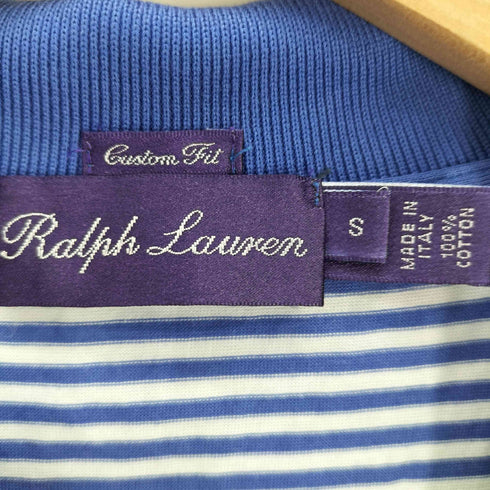 Custom Fit
Ralph Lauren
S
MADE IN
ITALY
100%
COTTON